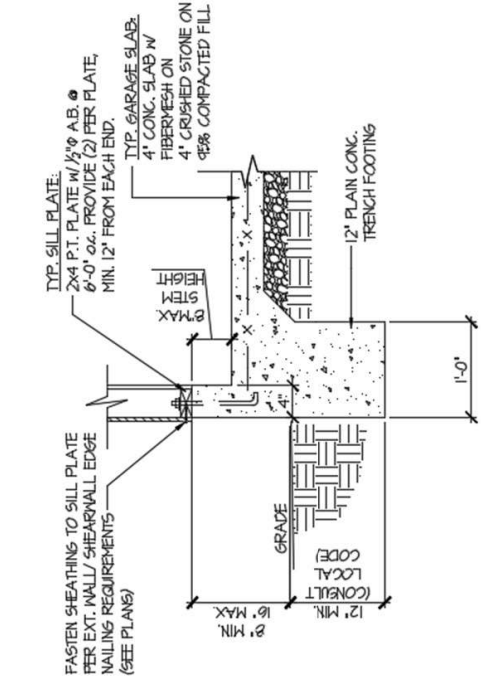 FASTEN SHEATHING TO SILL PLATE
PER EXT. WALL/ SHEARWALL EDGE
NAILING REQUIREMENTS
(SEE PLANS)
TYP. SILL PLATE:
2x4 P.T. PLATE w/ ½"Φ A.B. @
6'-0" o.c. PROVIDE (2) PER PLATE,
MIN. 12" FROM EACH END.
TYP. GARAGE SLAB:
4" CONC. SLAB w/
FIBERMESH ON
4" CRUSHED STONE ON
95% COMPACTED FILL
8"MAX.
STEM
HEIGHT
4"
GRADE
8" MIN.
16" MAX.
12" MIN.
(CONSULT
LOCAL
CODE)
12" PLAIN CONC.
TRENCH FOOTING
1'-0"